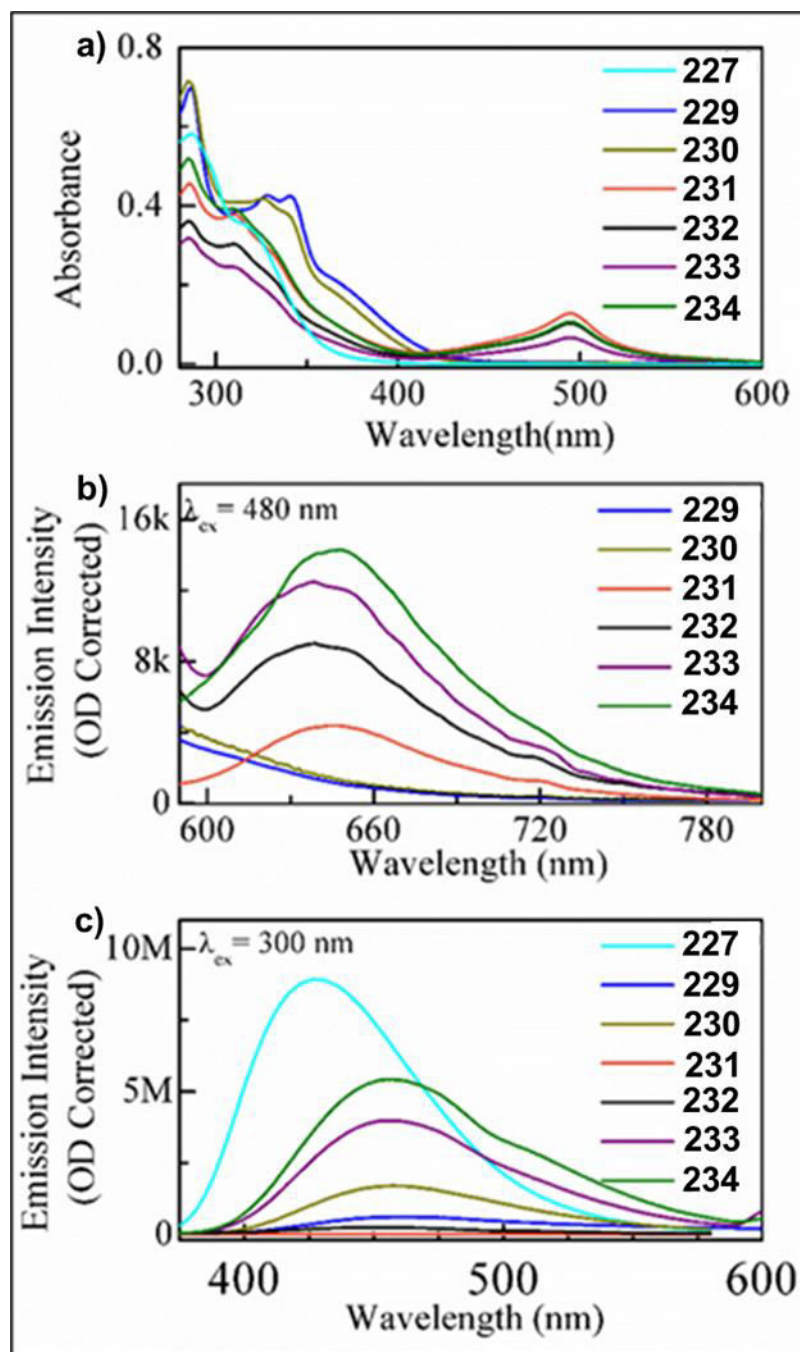 a)
0.8
0.4
0.0
Absorbance
300 400 500 600
Wavelength(nm)
227
229
230
231
232
233
234
b)
λex = 480 nm
16k
8k
0
Emission Intensity
(OD Corrected)
600 660 720 780
Wavelength (nm)
229
230
231
232
233
234
c)
λex= 300 nm
10M
5M
0
Emission Intensity
(OD Corrected)
400 500 600
Wavelength (nm)
227
229
230
231
232
233
234